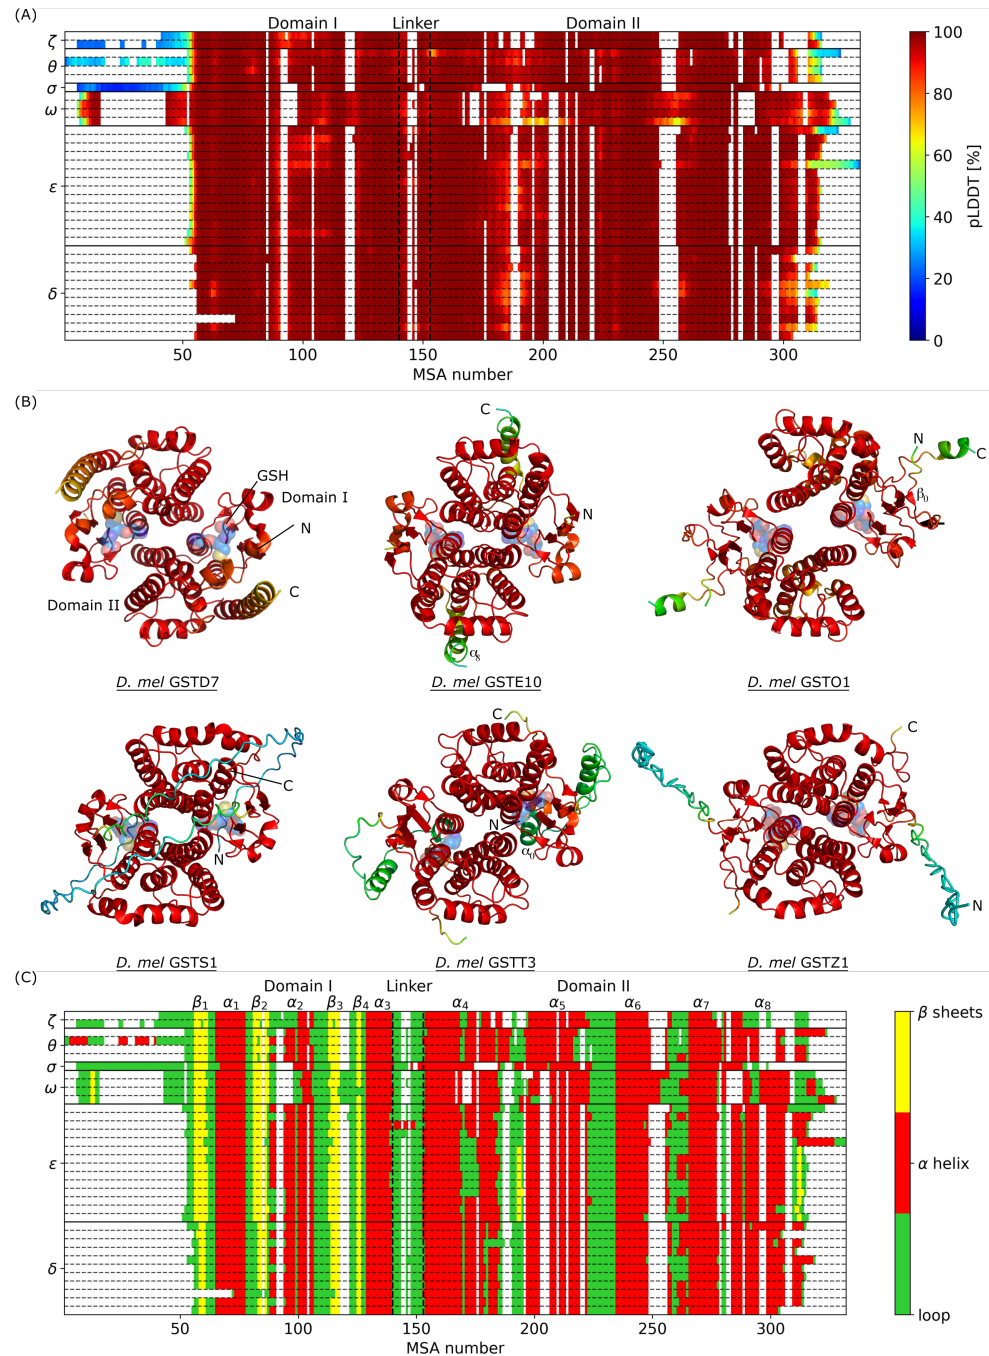 (A)
Domain I Linker Domain II
ζ
θ
σ
ω
ε
δ
50 100 150 200 250 300
MSA number
100
80
60
40
20
0
pLDDT [%]
(B)
GSH
Domain I
N
C
Domain II
D. mel GSTD7
C
N
α8
D. mel GSTE10
N
C
β0
D. mel GSTO1
C
N
D. mel GSTS1
C
N
α0
D. mel GSTT3
C
N
D. mel GSTZ1
(C)
Domain I Linker Domain II
β1 α1 β2 α2 β3 β4 α3 α4 α5 α6 α7 α8
ζ
θ
σ
ω
ε
δ
50 100 150 200 250 300
MSA number
β sheets
α helix
loop